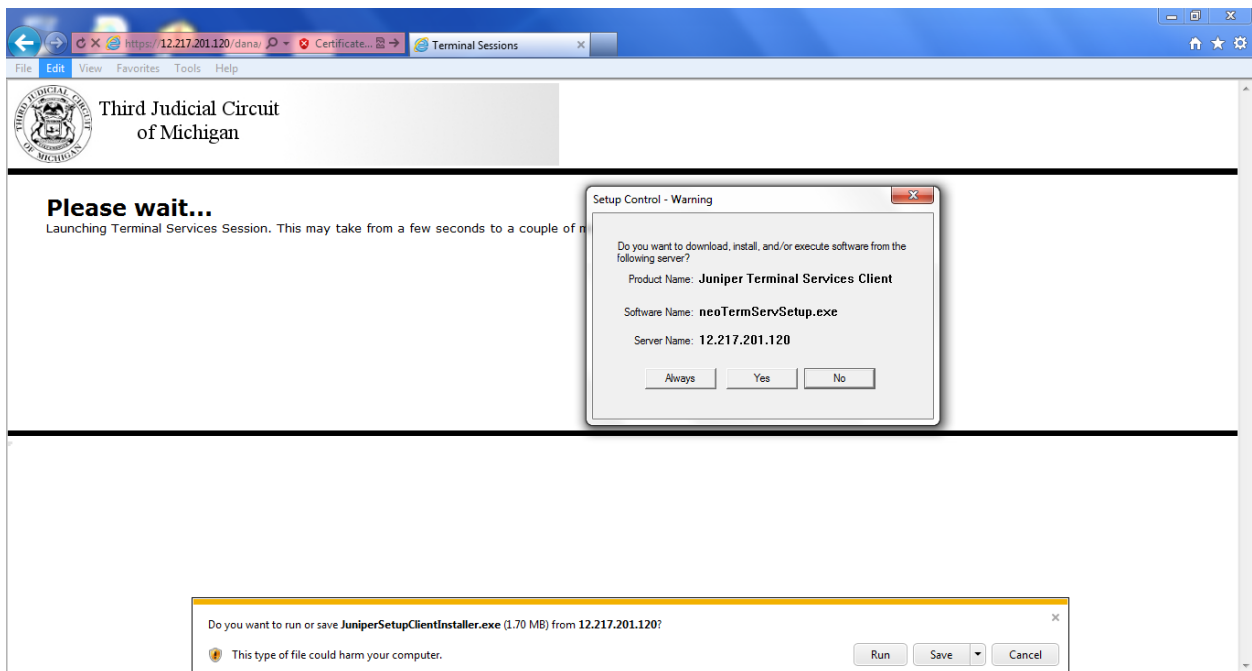 https://12.217.201.120/dana/ Certificate... Terminal Sessions
File Edit View Favorites Tools Help
THIRD JUDICIAL CIRCUIT OF MICHIGAN
Third Judicial Circuit
of Michigan
Please wait...
Launching Terminal Services Session. This may take from a few seconds to a couple of
Setup Control - Warning
Do you want to download, install, and/or execute software from the
following server?
Product Name: Juniper Terminal Services Client
Software Name: neoTermServSetup.exe
Server Name: 12.217.201.120
Always Yes No
Do you want to run or save JuniperSetupClientInstaller.exe (1.70 MB) from 12.217.201.120?
This type of file could harm your computer.
Run Save Cancel